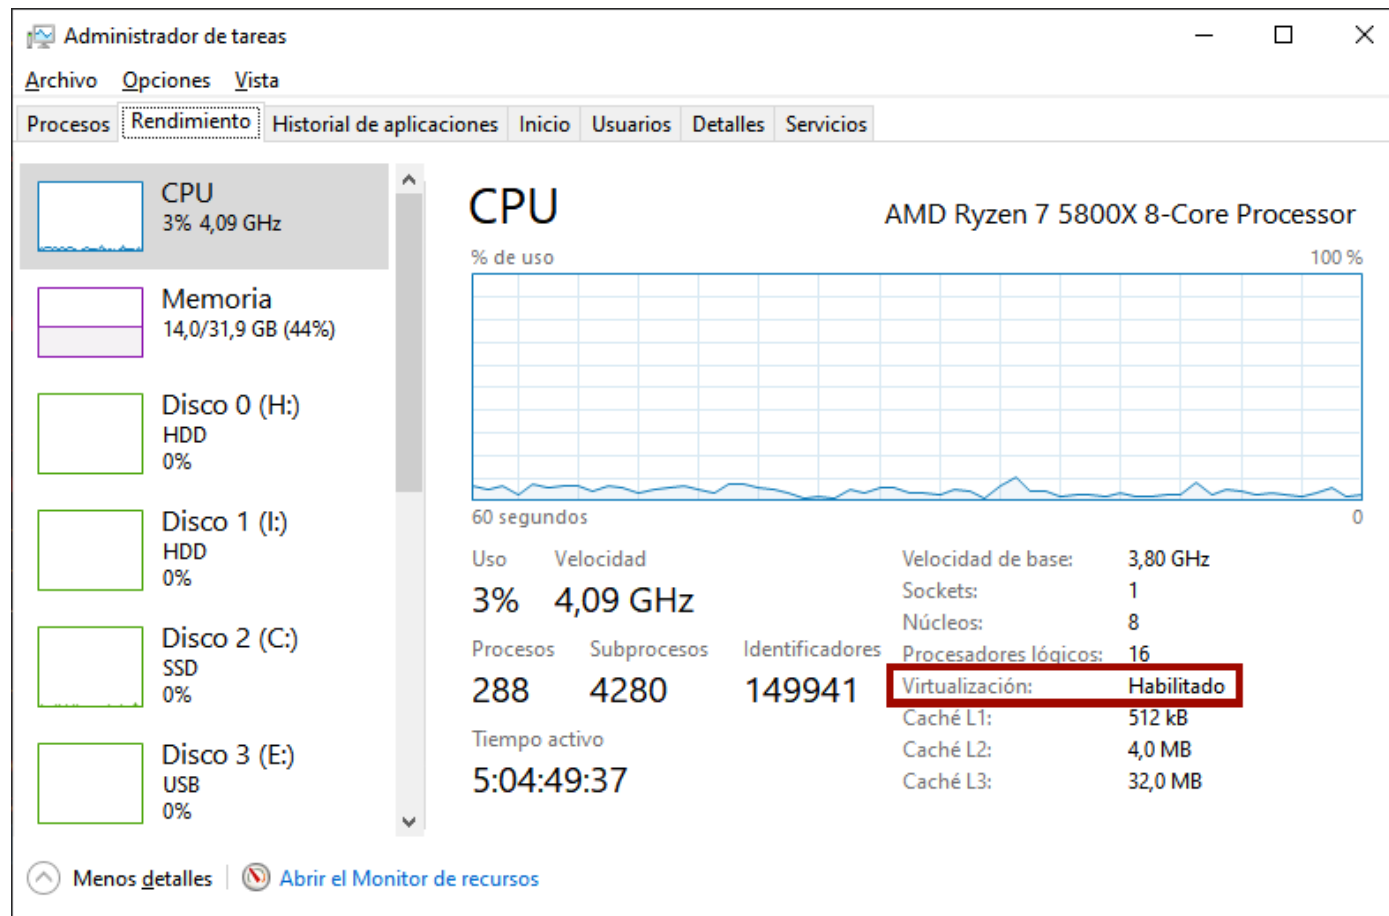 Administrador de tareas
Archivo Opciones Vista
Procesos Rendimiento Historial de aplicaciones Inicio Usuarios Detalles Servicios
CPU
3% 4,09 GHz
Memoria
14,0/31,9 GB (44%)
Disco 0 (H:)
HDD
0%
Disco 1 (I:)
HDD
0%
Disco 2 (C:)
SSD
0%
Disco 3 (E:)
USB
0%
CPU AMD Ryzen 7 5800X 8-Core Processor
% de uso 100 %
60 segundos 0
Uso Velocidad
3% 4,09 GHz
Procesos Subprocesos Identificadores
288 4280 149941
Tiempo activo
5:04:49:37
Velocidad de base: 3,80 GHz
Sockets: 1
Núcleos: 8
Procesadores lógicos: 16
Virtualización: Habilitado
Caché L1: 512 kB
Caché L2: 4,0 MB
Caché L3: 32,0 MB
Menos detalles Abrir el Monitor de recursos